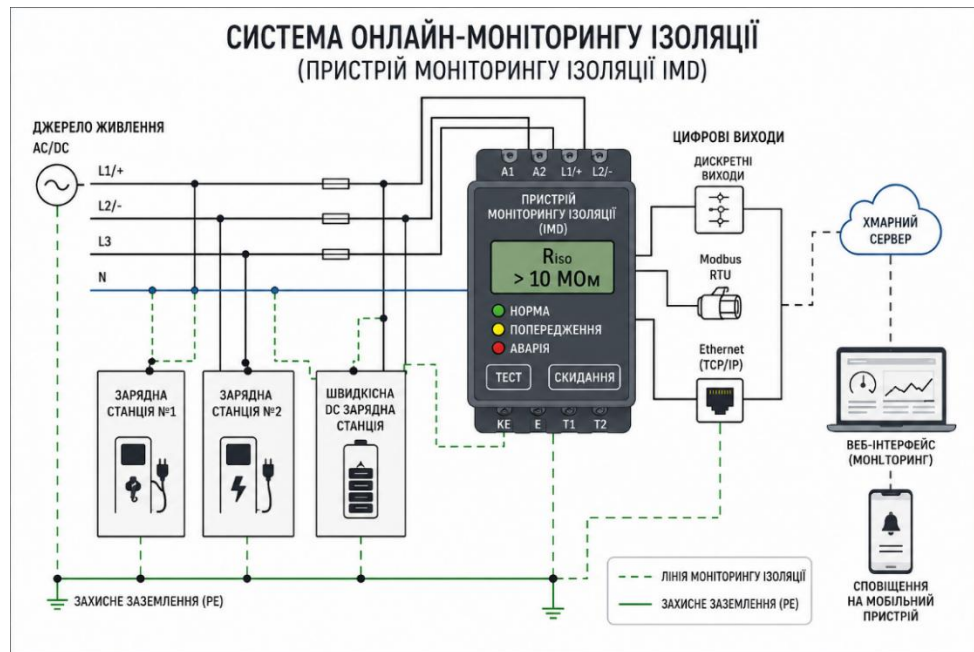 СИСТЕМА ОНЛАЙН-МОНІТОРИНГУ ІЗОЛЯЦІЇ
(ПРИСТРІЙ МОНІТОРИНГУ ІЗОЛЯЦІЇ IMD)
ДЖЕРЕЛО ЖИВЛЕННЯ
AC/DC
L1/+
L2/-
L3
N
A1 A2 L1/+ L2/-
ПРИСТРІЙ
МОНІТОРИНГУ ІЗОЛЯЦІЇ
(IMD)
Riso
> 10 МОм
НОРМА
ПОПЕРЕДЖЕННЯ
АВАРІЯ
ТЕСТ СКИДАННЯ
KE E T1 T2
ЦИФРОВІ ВИХОДИ
ДИСКРЕТНІ
ВИХОДИ
Modbus
RTU
Ethernet
(TCP/IP)
ХМАРНИЙ
СЕРВЕР
ВЕБ-ІНТЕРФЕЙС
(МОНLТОРИНГ)
СПОВІЩЕННЯ
НА МОБІЛЬНИЙ
ПРИСТРІЙ
ЗАРЯДНА
СТАНЦІЯ №1
ЗАРЯДНА
СТАНЦІЯ №2
ШВИДКІСНА
DC ЗАРЯДНА
СТАНЦІЯ
ЗАХИСНЕ ЗАЗЕМЛЕННЯ (PE)
ЛІНІЯ МОНІТОРИНГУ ІЗОЛЯЦІЇ
ЗАХИСНЕ ЗАЗЕМЛЕННЯ (PE)